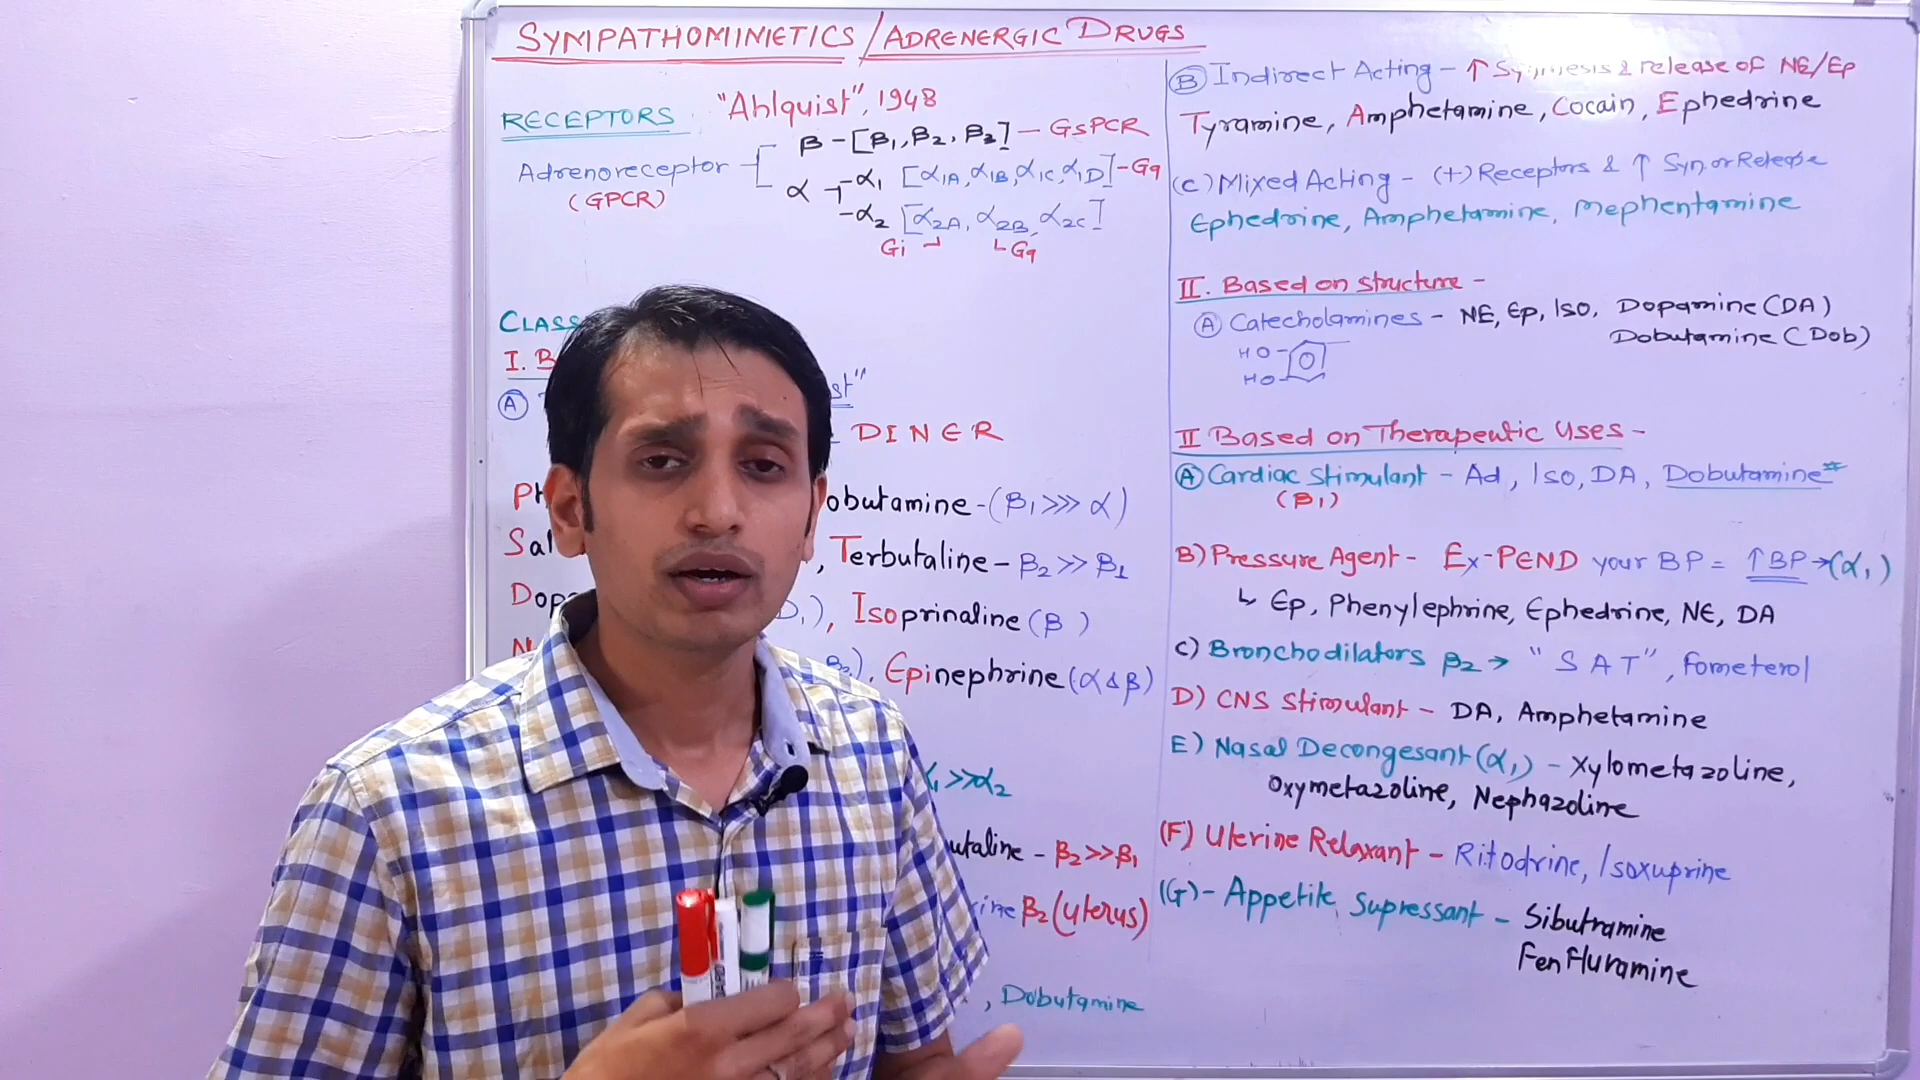 SYMPATHOMIMETICS / ADRENERGIC DRUGS
RECEPTORS "Ahlquist", 1948
β - [β1, β2, β3] - GsPCR
Adrenoreceptor
α -α1 [α1A, α1B, α1C, α1D] - Gq
(GPCR)
-α2 [α2A, α2B, α2C]
Gi Gq
CLASS
I. B
A
st"
DINER
Ph obutamine - (β1 >>> α)
Sal , Terbutaline - β2 >> β1
Dop D1), Isoprinaline (β)
N β2), Epinephrine (α & β)
α1 >> α2
utaline - β2 >> β1
rine β2 (uterus)
, Dobutamine
B Indirect Acting - ↑ Synthesis & release of NE/Ep
Tyramine, Amphetamine, Cocain, Ephedrine
(C) Mixed Acting - (+) Receptors & ↑ Syn. or Release
Ephedrine, Amphetamine, Mephentamine
II. Based on structure -
A Catecholamines - NE, Ep, Iso, Dopamine (DA)
Dobutamine (Dob)
HO-
HO-
II Based on Therapeutic Uses -
A Cardiac Stimulant - Ad, Iso, DA, Dobutamine*
(β1)
B) Pressure Agent - Ex-PEND your BP = ↑BP → (α1)
↳ Ep, Phenylephrine, Ephedrine, NE, DA
C) Bronchodilators β2 → "SAT", Fometerol
D) CNS Stimulant - DA, Amphetamine
E) Nasal Decongesant (α1) - Xylometazoline,
Oxymetazoline, Nephazoline
(F) Uterine Relaxant - Ritodrine, Isoxuprine
(G) - Appetite Supressant - Sibutramine
Fenfluramine